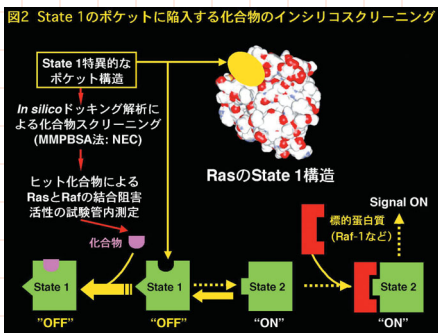 図2 State 1のポケットに陥入する化合物のインシリコスクリーニング
State 1特異的な
ポケット構造
In silicoドッキング解析に
よる化合物スクリーニング
(MMPBSA法: NEC)
ヒット化合物による
RasとRafの結合阻害
活性の試験管内測定
化合物
RasのState 1構造
Signal ON
標的蛋白質
(Raf-1など)
State 1
State 1
State 2
State 2
"OFF"
"OFF"
"ON"
"ON"